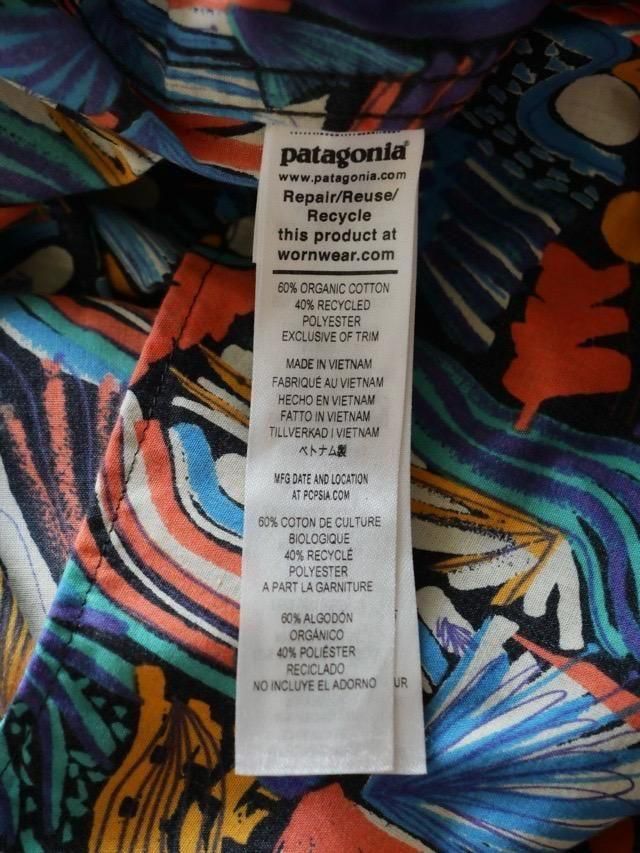 patagonia®
www.patagonia.com
Repair/Reuse/
Recycle
this product at
wornwear.com
60% ORGANIC COTTON
40% RECYCLED
POLYESTER
EXCLUSIVE OF TRIM
MADE IN VIETNAM
FABRIQUÉ AU VIETNAM
HECHO EN VIETNAM
FATTO IN VIETNAM
TILLVERKAD I VIETNAM
ベトナム製
MFG DATE AND LOCATION
AT PCPSIA.COM
60% COTON DE CULTURE
BIOLOGIQUE
40% RECYCLÉ
POLYESTER
A PART LA GARNITURE
60% ALGODÓN
ORGÁNICO
40% POLIÉSTER
RECICLADO
NO INCLUYE EL ADORNO
UR